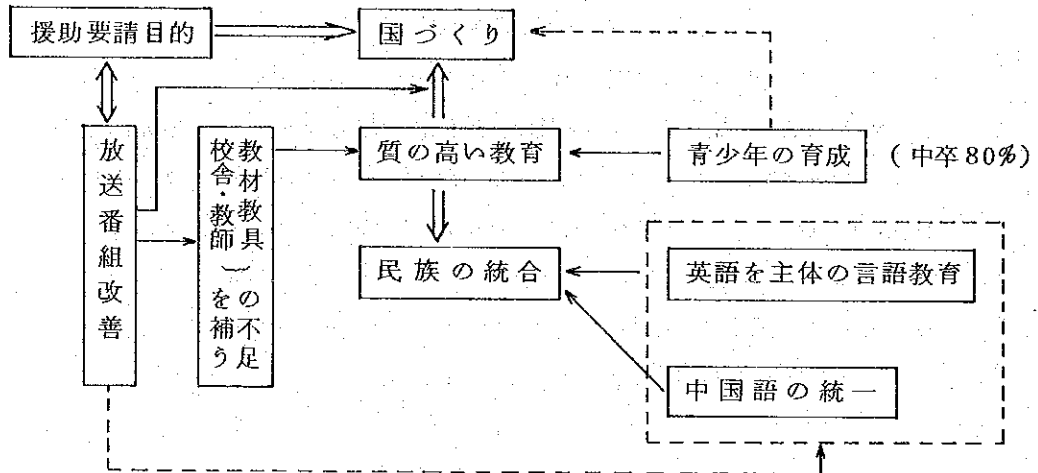 援助要請目的
国づくり
放送番組改善
教材教具
校舎・教師
の不足
を補う
質の高い教育
青少年の育成
(中卒80%)
民族の統合
英語を主体の言語教育
中国語の統一